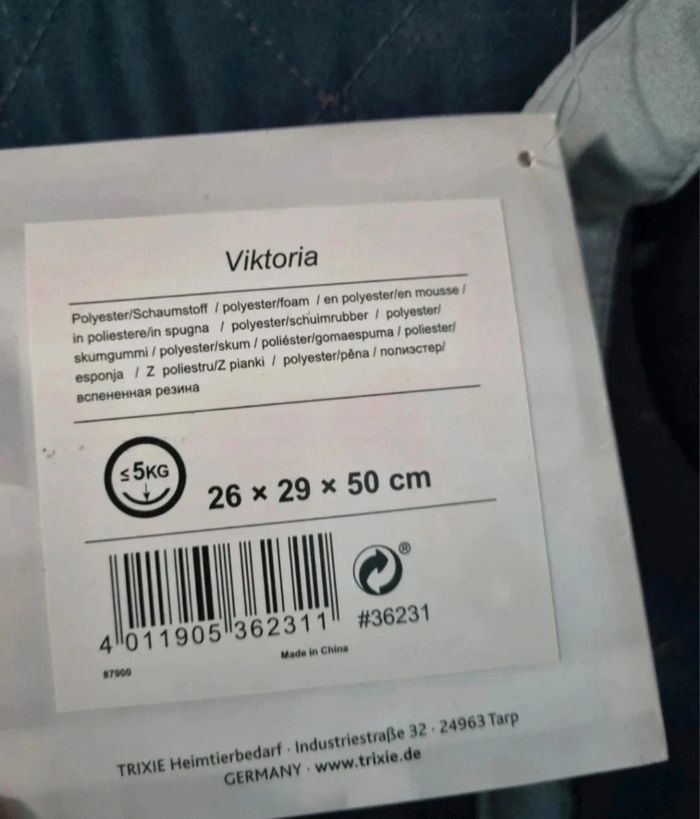 Viktoria
Polyester/Schaumstoff / polyester/foam / en polyester/en mousse /
in poliestere/in spugna / polyester/schuimrubber / polyester/
skumgummi / polyester/skum / poliéster/gomaespuma / poliester/
esponja / Z poliestru/Z pianki / polyester/pěna / полиэстер/
вспененная резина
≤5KG
26 × 29 × 50 cm
4 011905 362311
®
#36231
Made in China
87900
TRIXIE Heimtierbedarf · Industriestraße 32 · 24963 Tarp
GERMANY · www.trixie.de